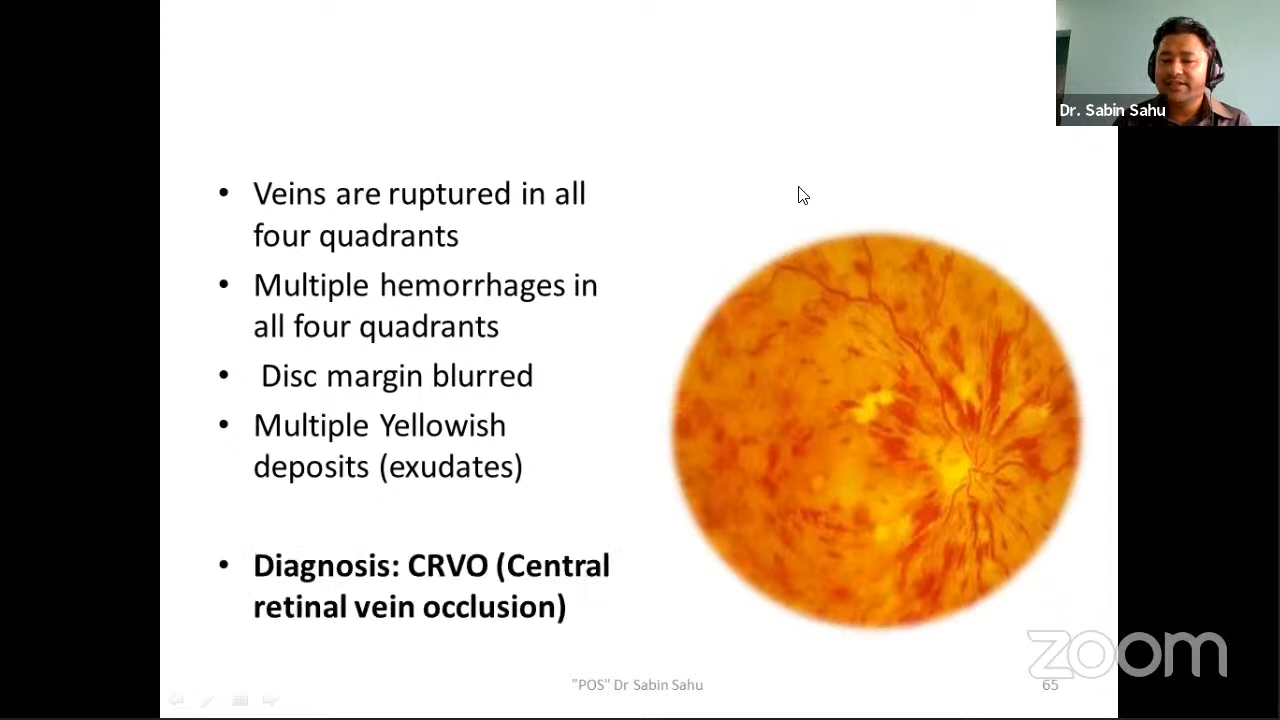 Dr. Sabin Sahu
• Veins are ruptured in all
four quadrants
• Multiple hemorrhages in
all four quadrants
• Disc margin blurred
• Multiple Yellowish
deposits (exudates)
• Diagnosis: CRVO (Central
retinal vein occlusion)
zoom
"POS" Dr Sabin Sahu
65